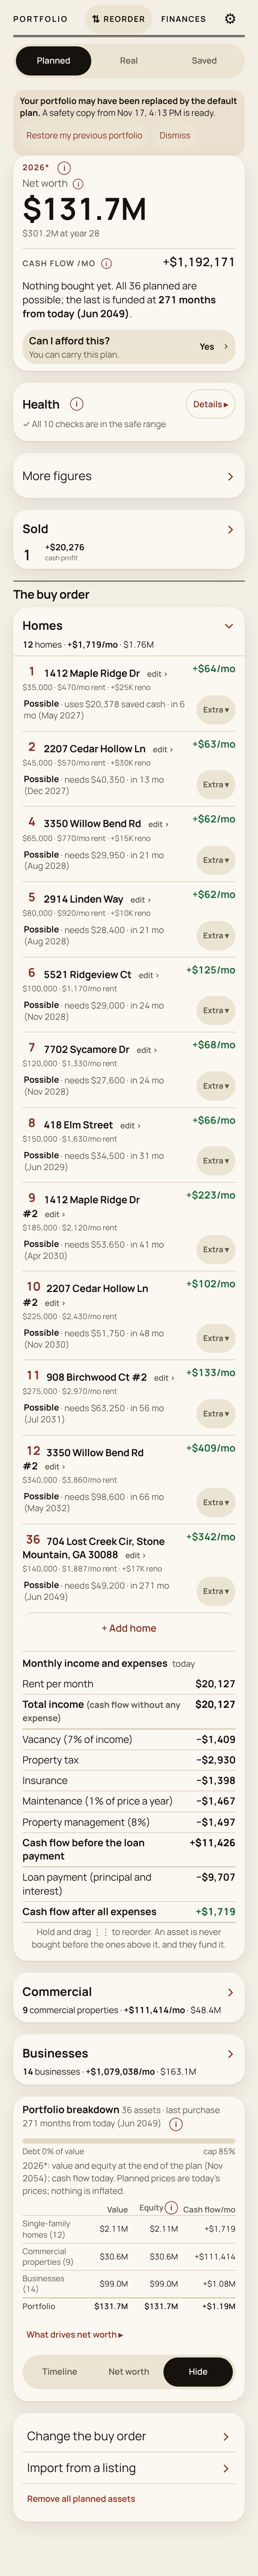 PORTFOLIO
⇅ REORDER
FINANCES
Planned
Real
Saved
Your portfolio may have been replaced by the default
plan. A safety copy from Nov 17, 4:13 PM is ready.
Restore my previous portfolio
Dismiss
2026*
Net worth
$131.7M
$301.2M at year 28
CASH FLOW /MO
+$1,192,171
Nothing bought yet. All 36 planned are
possible; the last is funded at 271 months
from today (Jun 2049).
Can I afford this?
You can carry this plan.
Yes ›
Health
Details ▸
✓ All 10 checks are in the safe range
More figures
Sold
1
+$20,276
cash profit
The buy order
Homes
12 homes · +$1,719/mo · $1.76M
1 1412 Maple Ridge Dr edit ›
+$64/mo
$35,000 · $470/mo rent · +$25K reno
Possible · uses $20,378 saved cash · in 6
mo (May 2027)
Extra ▾
2 2207 Cedar Hollow Ln edit ›
+$63/mo
$45,000 · $570/mo rent · +$30K reno
Possible · needs $40,350 · in 13 mo
(Dec 2027)
Extra ▾
4 3350 Willow Bend Rd edit ›
+$62/mo
$65,000 · $770/mo rent · +$15K reno
Possible · needs $29,950 · in 21 mo
(Aug 2028)
Extra ▾
5 2914 Linden Way edit ›
+$62/mo
$80,000 · $920/mo rent · +$10K reno
Possible · needs $28,400 · in 21 mo
(Aug 2028)
Extra ▾
6 5521 Ridgeview Ct edit ›
+$125/mo
$100,000 · $1,170/mo rent
Possible · needs $29,000 · in 24 mo
(Nov 2028)
Extra ▾
7 7702 Sycamore Dr edit ›
+$68/mo
$120,000 · $1,330/mo rent
Possible · needs $27,600 · in 24 mo
(Nov 2028)
Extra ▾
8 418 Elm Street edit ›
+$66/mo
$150,000 · $1,630/mo rent
Possible · needs $34,500 · in 31 mo
(Jun 2029)
Extra ▾
9 1412 Maple Ridge Dr
#2 edit ›
+$223/mo
$185,000 · $2,120/mo rent
Possible · needs $53,650 · in 41 mo
(Apr 2030)
Extra ▾
10 2207 Cedar Hollow Ln
#2 edit ›
+$102/mo
$225,000 · $2,430/mo rent
Possible · needs $51,750 · in 48 mo
(Nov 2030)
Extra ▾
11 908 Birchwood Ct #2 edit ›
+$133/mo
$275,000 · $2,970/mo rent
Possible · needs $63,250 · in 56 mo
(Jul 2031)
Extra ▾
12 3350 Willow Bend Rd
#2 edit ›
+$409/mo
$340,000 · $3,860/mo rent
Possible · needs $98,600 · in 66 mo
(May 2032)
Extra ▾
36 704 Lost Creek Cir, Stone
Mountain, GA 30088 edit ›
+$342/mo
$140,000 · $1,887/mo rent · +$17K reno
Possible · needs $49,200 · in 271 mo
(Jun 2049)
Extra ▾
+ Add home
Monthly income and expenses today
Rent per month $20,127
Total income (cash flow without any
expense)
$20,127
Vacancy (7% of income) −$1,409
Property tax −$2,930
Insurance −$1,398
Maintenance (1% of price a year) −$1,467
Property management (8%) −$1,497
Cash flow before the loan
payment
+$11,426
Loan payment (principal and
interest)
−$9,707
Cash flow after all expenses +$1,719
Hold and drag ⋮⋮ to reorder. An asset is never
bought before the ones above it, and they fund it.
Commercial
9 commercial properties · +$111,414/mo · $48.4M
Businesses
14 businesses · +$1,079,038/mo · $163.1M
Portfolio breakdown 36 assets · last purchase
271 months from today (Jun 2049)
Debt 0% of value
cap 85%
2026*: value and equity at the end of the plan (Nov
2054); cash flow today. Planned prices are today's
prices; nothing is inflated.
Value Equity Cash flow/mo
Single-family
homes (12)
$2.11M $2.11M +$1,719
Commercial
properties (9)
$30.6M $30.6M +$111,414
Businesses
(14)
$99.0M $99.0M +$1.08M
Portfolio $131.7M $131.7M +$1.19M
What drives net worth ▸
Timeline
Net worth
Hide
Change the buy order
Import from a listing
Remove all planned assets